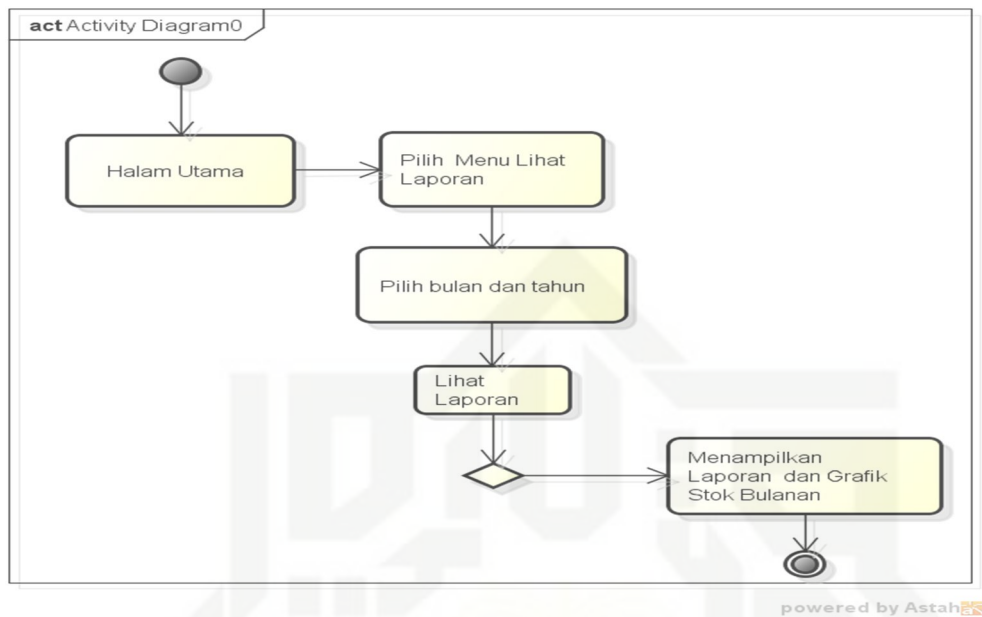 act Activity Diagram0
Halam Utama
Pilih Menu Lihat
Laporan
Pilih bulan dan tahun
Lihat
Laporan
Menampilkan
Laporan dan Grafik
Stok Bulanan
powered by Astah